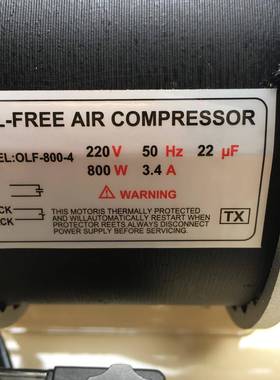 L-FREE AIR COMPRESSOR
EL:OLF-800-4 220 V 50 Hz 22 µF
800 W 3.4 A
WARNING
CK
CK
THIS MOTORIS THERMALLY PROTECTED
AND WILLAUTOMATICALLY RESTART WHEN
PROTECTOR REETS ALWAYS DISCONNECT
POWER SUPPLY BEFORE SERVICING.
TX